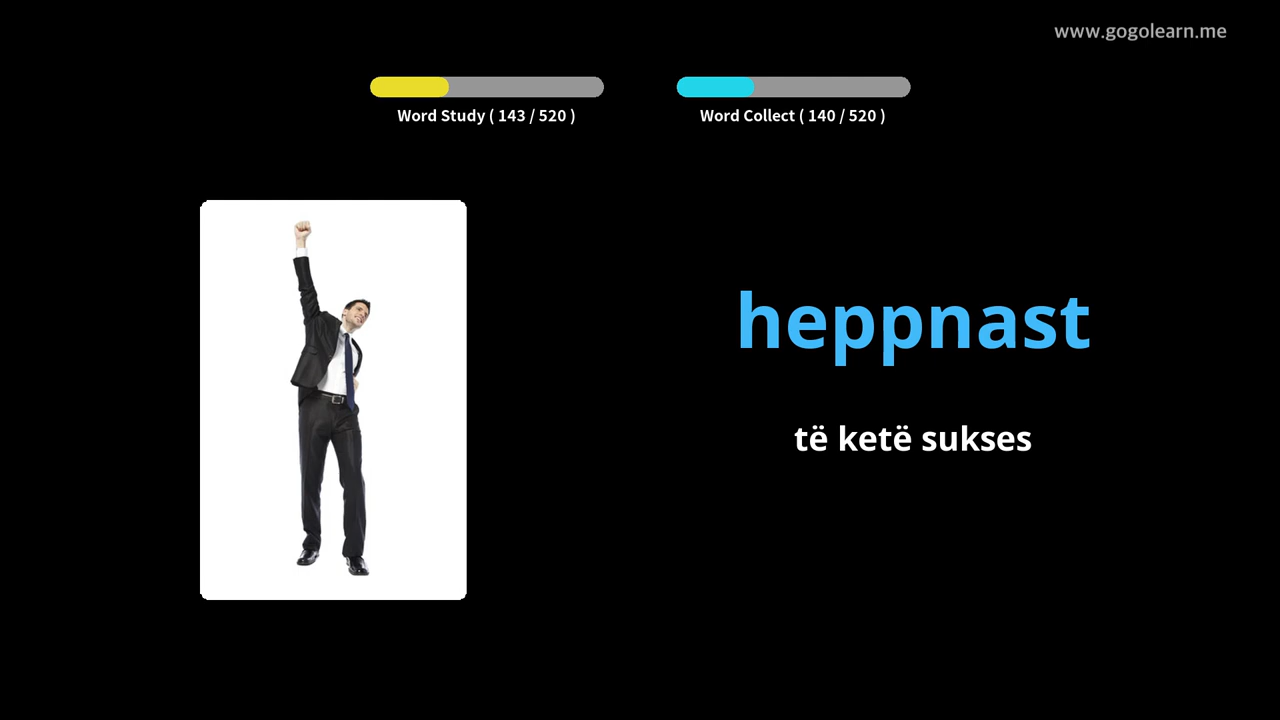 www.gogolearn.me
Word Study ( 143 / 520 )
Word Collect ( 140 / 520 )
heppnast
të ketë sukses